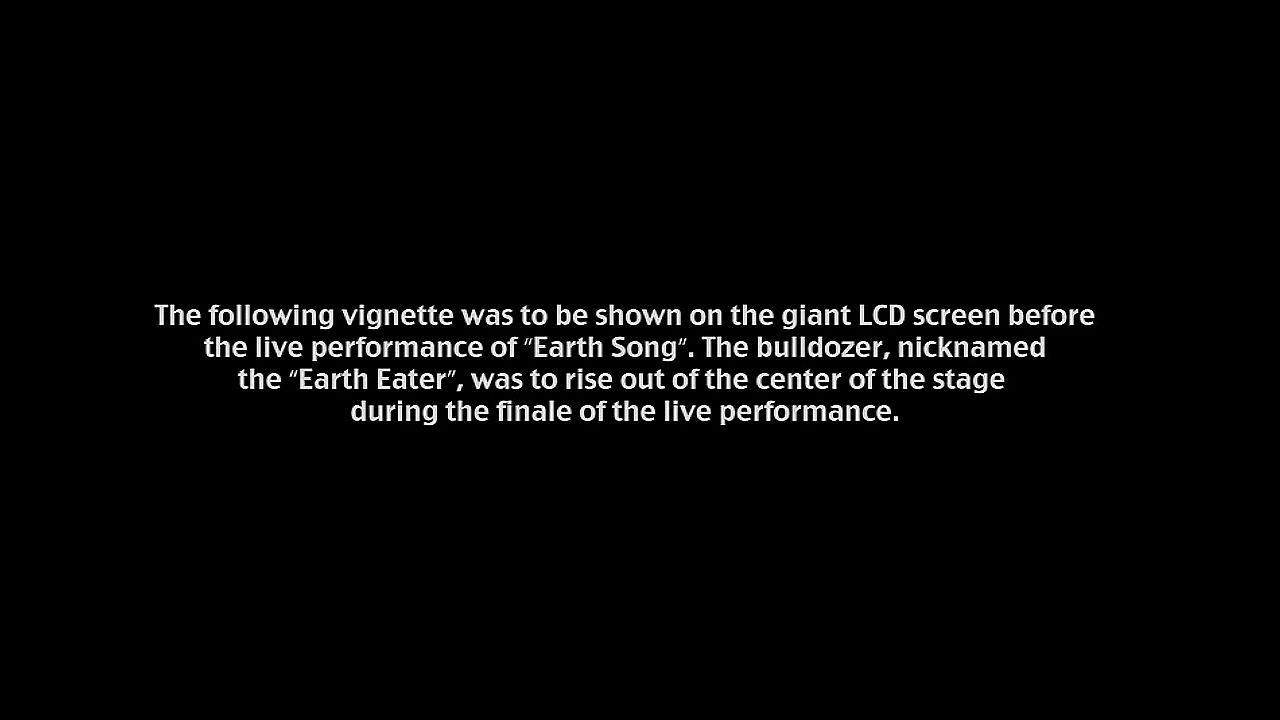 The following vignette was to be shown on the giant LCD screen before
the live performance of "Earth Song". The bulldozer, nicknamed
the "Earth Eater", was to rise out of the center of the stage
during the finale of the live performance.